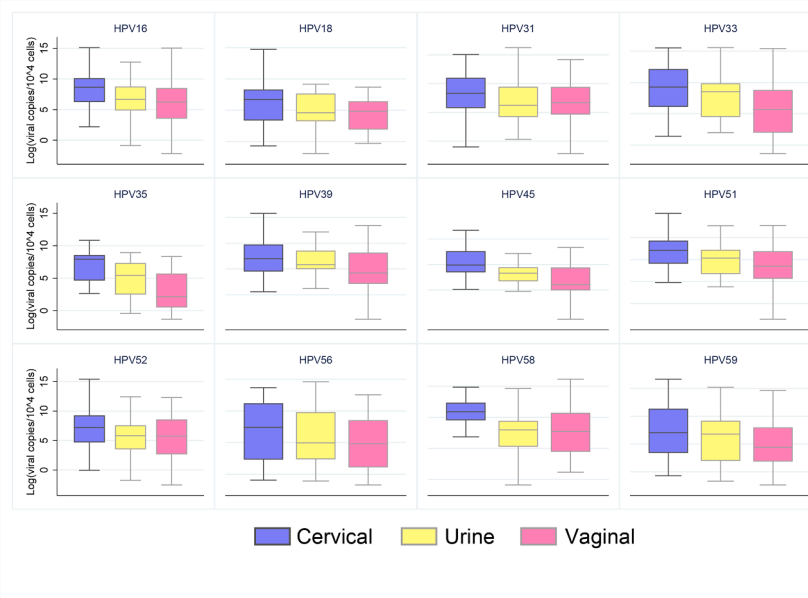 HPV16 HPV18 HPV31 HPV33
Log(viral copies/10^4 cells)
15
10
5
0
HPV35 HPV39 HPV45 HPV51
Log(viral copies/10^4 cells)
15
10
5
0
HPV52 HPV56 HPV58 HPV59
Log(viral copies/10^4 cells)
15
10
5
0
Cervical Urine Vaginal